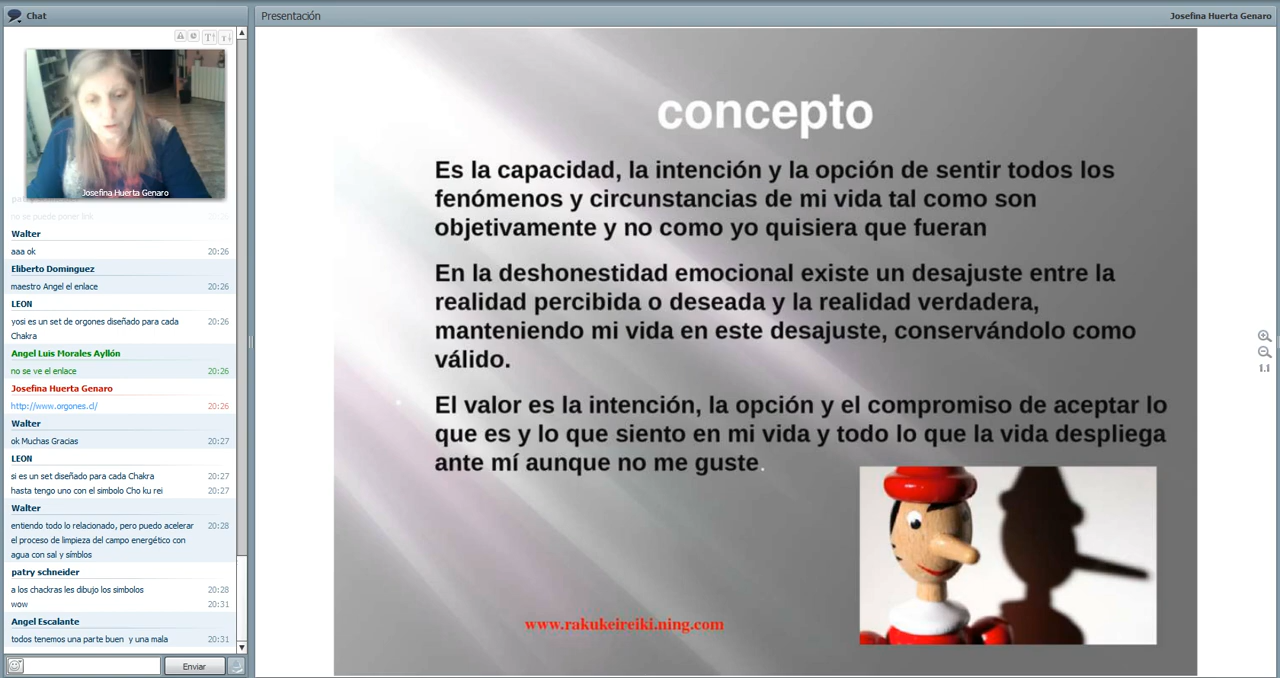 Chat
Josefina Huerta Genaro
no se puede poner link
Walter
aaa ok 20:26
Eliberto Dominguez
maestro Angel el enlace 20:26
LEON
yosi es un set de orgones diseñado para cada 20:26
Chakra
Angel Luis Morales Ayllón
no se ve el enlace 20:26
Josefina Huerta Genaro
http://www.orgones.cl/ 20:26
Walter
ok Muchas Gracias 20:27
LEON
si es un set diseñado para cada Chakra 20:27
hasta tengo uno con el simbolo Cho ku rei 20:27
Walter
entiendo todo lo relacionado, pero puedo acelerar 20:28
el proceso de limpieza del campo energético con
agua con sal y símblos
patry schneider
a los chackras les dibujo los simbolos 20:28
wow 20:31
Angel Escalante
todos tenemos una parte buen y una mala 20:31
Enviar
Presentación
Josefina Huerta Genaro
concepto
Es la capacidad, la intención y la opción de sentir todos los
fenómenos y circunstancias de mi vida tal como son
objetivamente y no como yo quisiera que fueran
En la deshonestidad emocional existe un desajuste entre la
realidad percibida o deseada y la realidad verdadera,
manteniendo mi vida en este desajuste, conservándolo como
válido.
El valor es la intención, la opción y el compromiso de aceptar lo
que es y lo que siento en mi vida y todo lo que la vida despliega
ante mí aunque no me guste.
www.rakukeireiki.ning.com
1.1